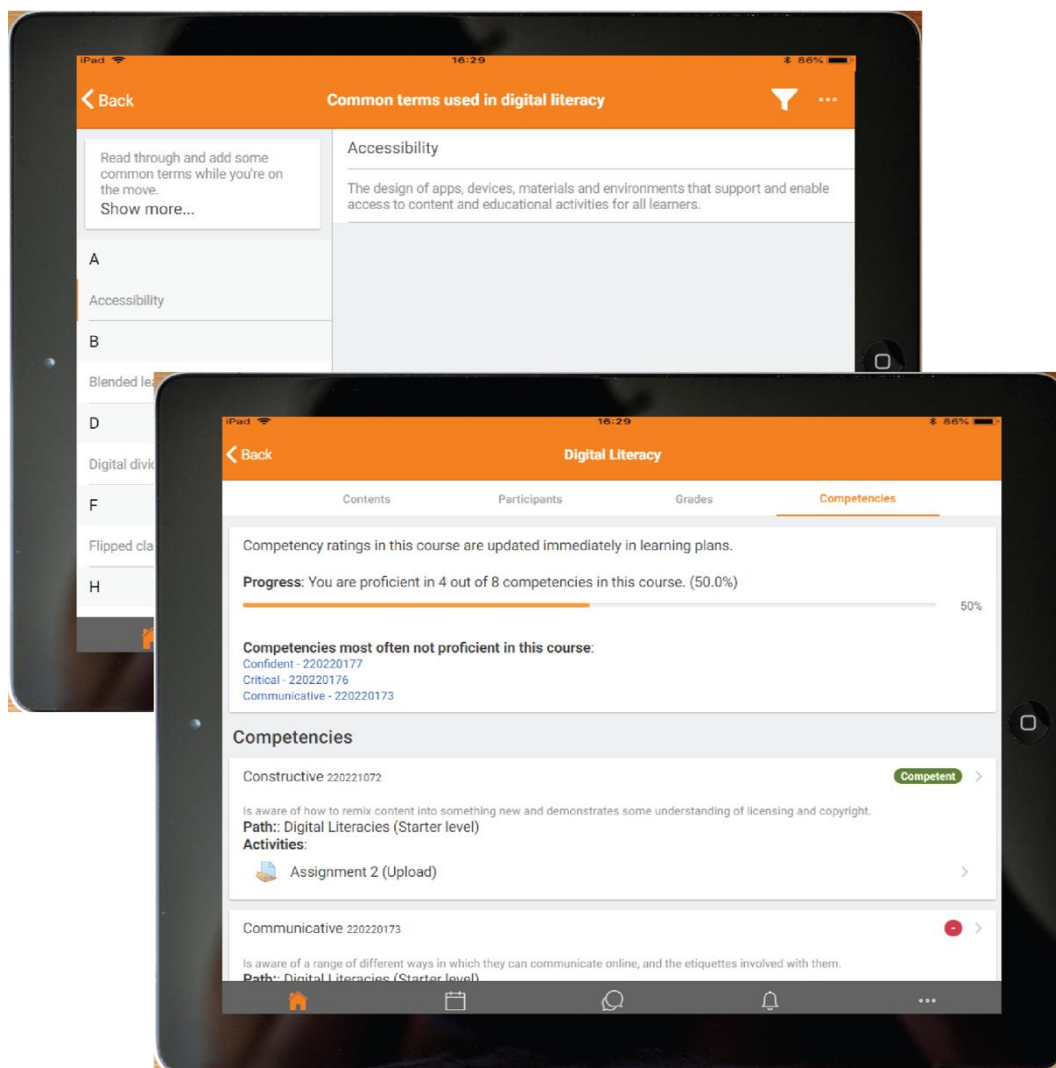 iPad 16:29 86%
Back Common terms used in digital literacy ...
Read through and add some
common terms while you're on
the move.
Show more...
A
Accessibility
B
Blended
D
Digital
F
Flipped
H
Accessibility
The design of apps, devices, materials and environments that support and enable
access to content and educational activities for all learners.
iPad 16:29 86%
Back Digital Literacy
Contents Participants Grades Competencies
Competency ratings in this course are updated immediately in learning plans.
Progress: You are proficient in 4 out of 8 competencies in this course. (50.0%)
50%
Competencies most often not proficient in this course:
Confident - 220220177
Critical - 220220176
Communicative - 220220173
Competencies
Constructive 220221072 Competent
Is aware of how to remix content into something new and demonstrates some understanding of licensing and copyright.
Path:: Digital Literacies (Starter level)
Activities:
Assignment 2 (Upload)
Communicative 220220173 -
Is aware of a range of different ways in which they can communicate online, and the etiquettes involved with them.
Path:: Digital Literacies (Starter level)
...